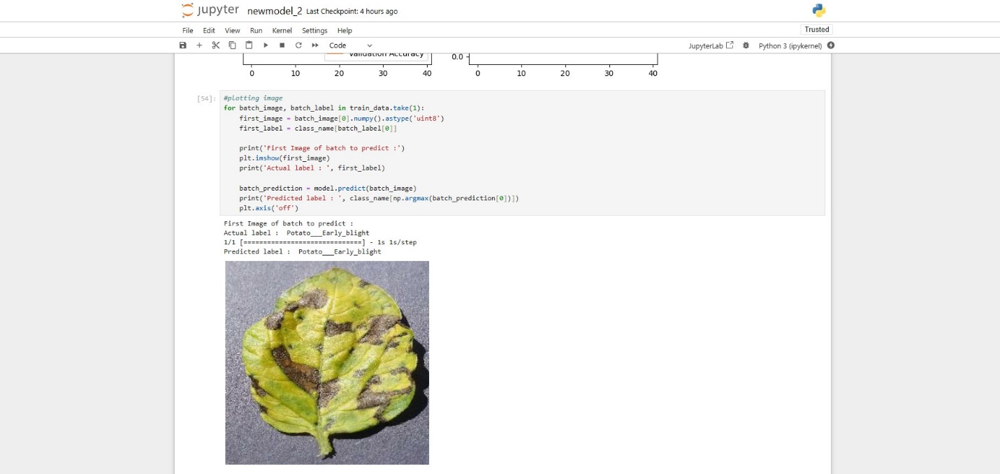 jupyter newmodel_2 Last Checkpoint: 4 hours ago
File Edit View Run Kernel Settings Help
Trusted
Code
JupyterLab Python 3 (ipykernel)
Validation Accuracy
0.0
0 10 20 30 40 0 10 20 30 40
[54]: #plotting image
for batch_image, batch_label in train_data.take(1):
    first_image = batch_image[0].numpy().astype('uint8')
    first_label = class_name[batch_label[0]]
    print('First Image of batch to predict :')
    plt.imshow(first_image)
    print('Actual label : ', first_label)
    batch_prediction = model.predict(batch_image)
    print('Predicted label : ', class_name[np.argmax(batch_prediction[0])])
    plt.axis('off')
First Image of batch to predict :
Actual label :  Potato___Early_blight
1/1 [==============================] - 1s 1s/step
Predicted label :  Potato___Early_blight